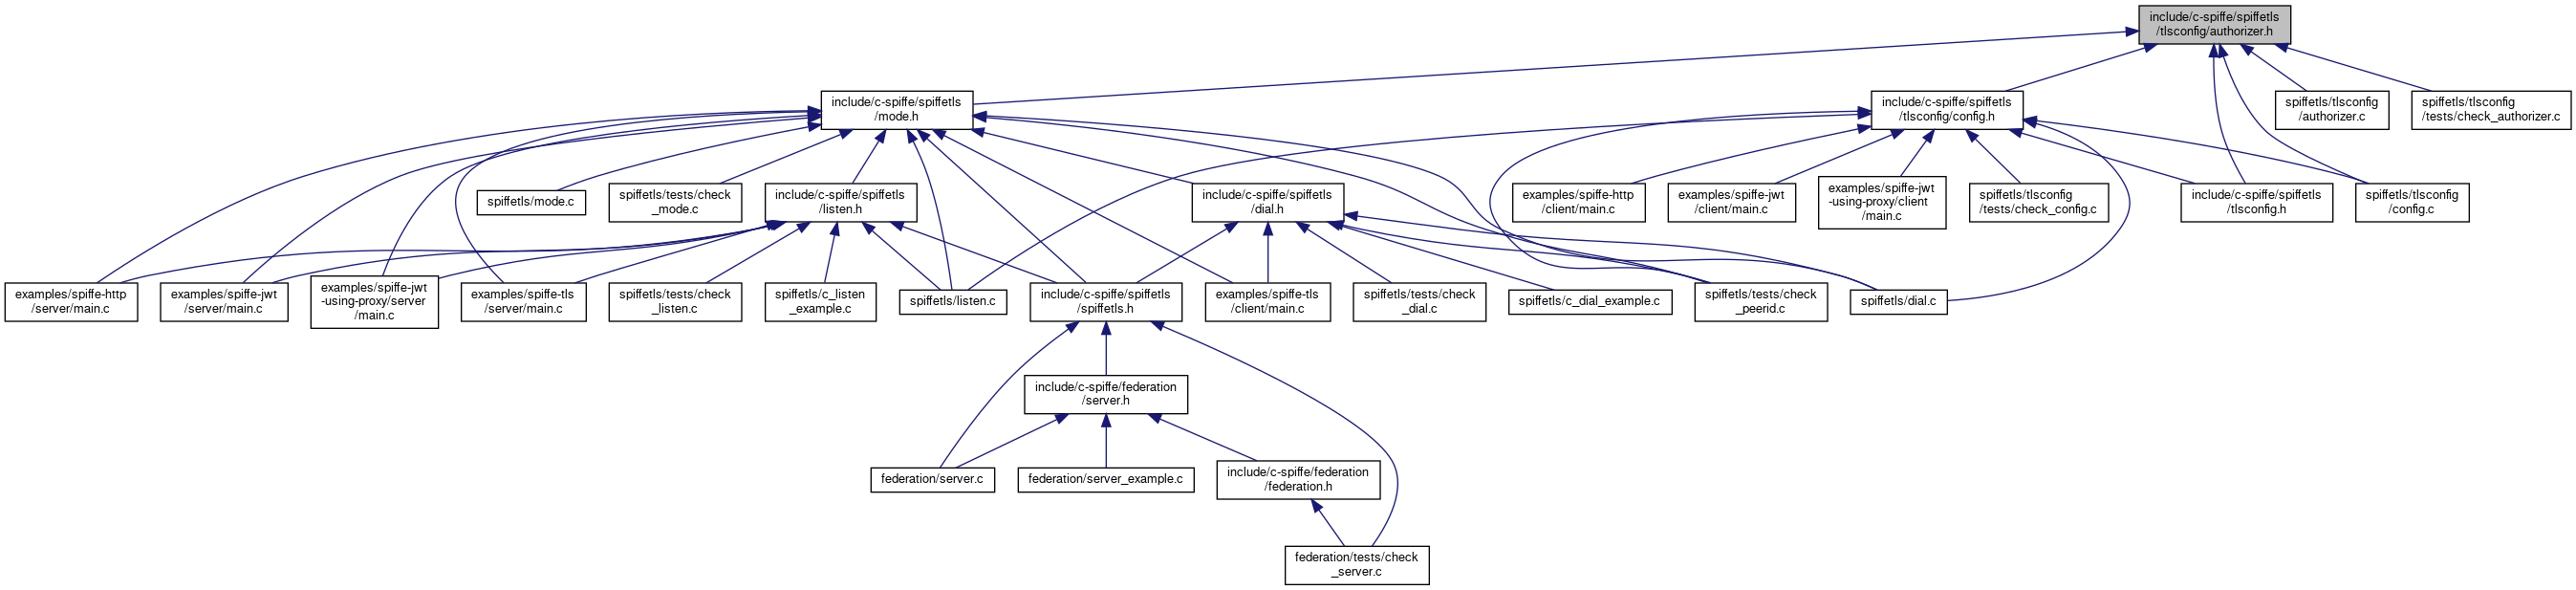 include/c-spiffe/spiffetls
/tlsconfig/authorizer.h
include/c-spiffe/spiffetls
/mode.h
include/c-spiffe/spiffetls
/tlsconfig/config.h
spiffetls/tlsconfig
/authorizer.c
spiffetls/tlsconfig
/tests/check_authorizer.c
spiffetls/mode.c
spiffetls/tests/check
_mode.c
include/c-spiffe/spiffetls
/listen.h
include/c-spiffe/spiffetls
/dial.h
examples/spiffe-http
/client/main.c
examples/spiffe-jwt
/client/main.c
examples/spiffe-jwt
-using-proxy/client
/main.c
spiffetls/tlsconfig
/tests/check_config.c
include/c-spiffe/spiffetls
/tlsconfig.h
spiffetls/tlsconfig
/config.c
examples/spiffe-http
/server/main.c
examples/spiffe-jwt
/server/main.c
examples/spiffe-jwt
-using-proxy/server
/main.c
examples/spiffe-tls
/server/main.c
spiffetls/tests/check
_listen.c
spiffetls/c_listen
_example.c
spiffetls/listen.c
include/c-spiffe/spiffetls
/spiffetls.h
examples/spiffe-tls
/client/main.c
spiffetls/tests/check
_dial.c
spiffetls/c_dial_example.c
spiffetls/tests/check
_peerid.c
spiffetls/dial.c
include/c-spiffe/federation
/server.h
federation/server.c
federation/server_example.c
include/c-spiffe/federation
/federation.h
federation/tests/check
_server.c